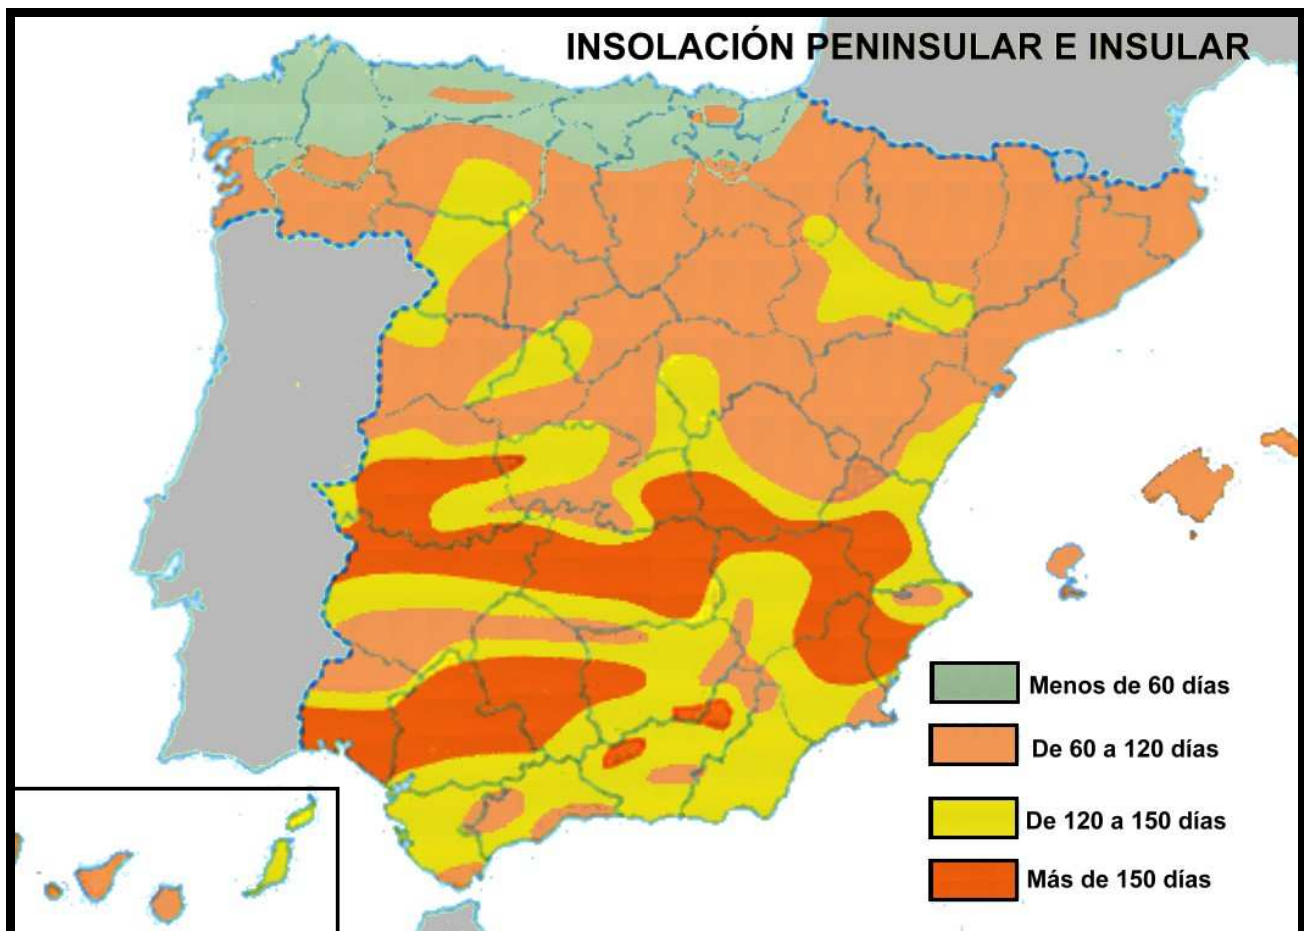 INSOLACIÓN PENINSULAR E INSULAR
Menos de 60 días
De 60 a 120 días
De 120 a 150 días
Más de 150 días